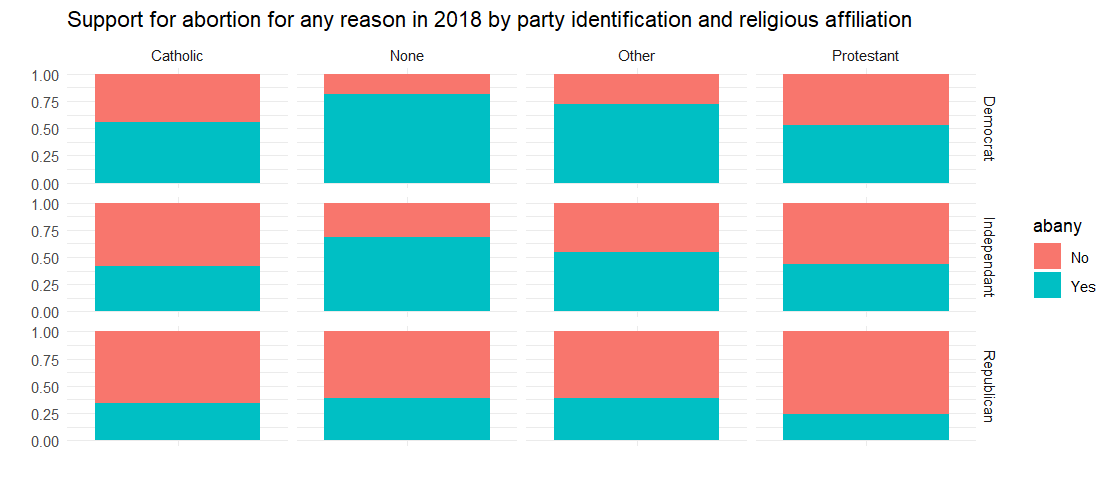 Support for abortion for any reason in 2018 by party identification and religious affiliation
Catholic
None
Other
Protestant
1.00
0.75
0.50
0.25
0.00
Democrat
1.00
0.75
0.50
0.25
0.00
Independant
1.00
0.75
0.50
0.25
0.00
Republican
abany
No
Yes